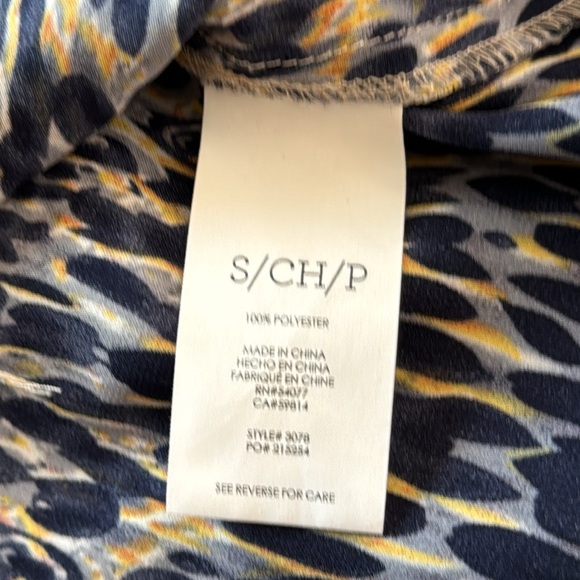 S/CH/P
100% POLYESTER
MADE IN CHINA
HECHO EN CHINA
FABRIQUÉ EN CHINE
RN#54077
CA#59814
STYLE# 3078
PO# 215254
SEE REVERSE FOR CARE